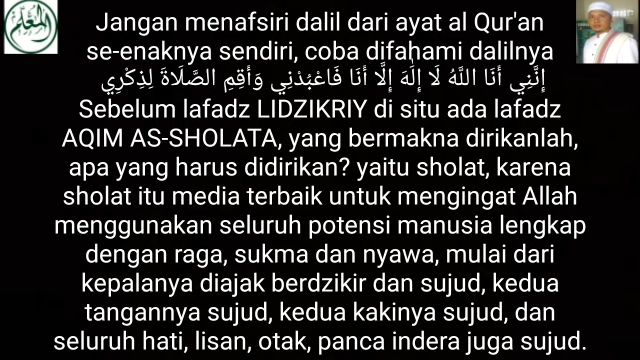 Jangan menafsiri dalil dari ayat al Qur'an
se-enaknya sendiri, coba difahami dalilnya
إِنَّنِي أَنَا اللَّهُ لَا إِلَٰهَ إِلَّا أَنَا فَاعْبُدْنِي وَأَقِمِ الصَّلَاةَ لِذِكْرِي
Sebelum lafadz LIDZIKRIY di situ ada lafadz
AQIM AS-SHOLATA, yang bermakna dirikanlah,
apa yang harus didirikan? yaitu sholat, karena
sholat itu media terbaik untuk mengingat Allah
menggunakan seluruh potensi manusia lengkap
dengan raga, sukma dan nyawa, mulai dari
kepalanya diajak berdzikir dan sujud, kedua
tangannya sujud, kedua kakinya sujud, dan
seluruh hati, lisan, otak, panca indera juga sujud.